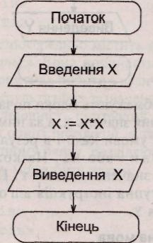 Початок
Введення X
X := X*X
Виведення X
Кінець